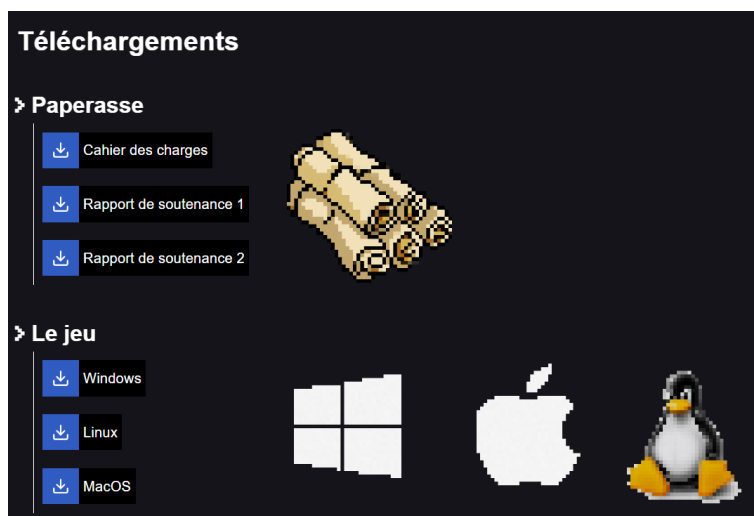 Téléchargements
Paperasse
Cahier des charges
Rapport de soutenance 1
Rapport de soutenance 2
Le jeu
Windows
Linux
MacOS